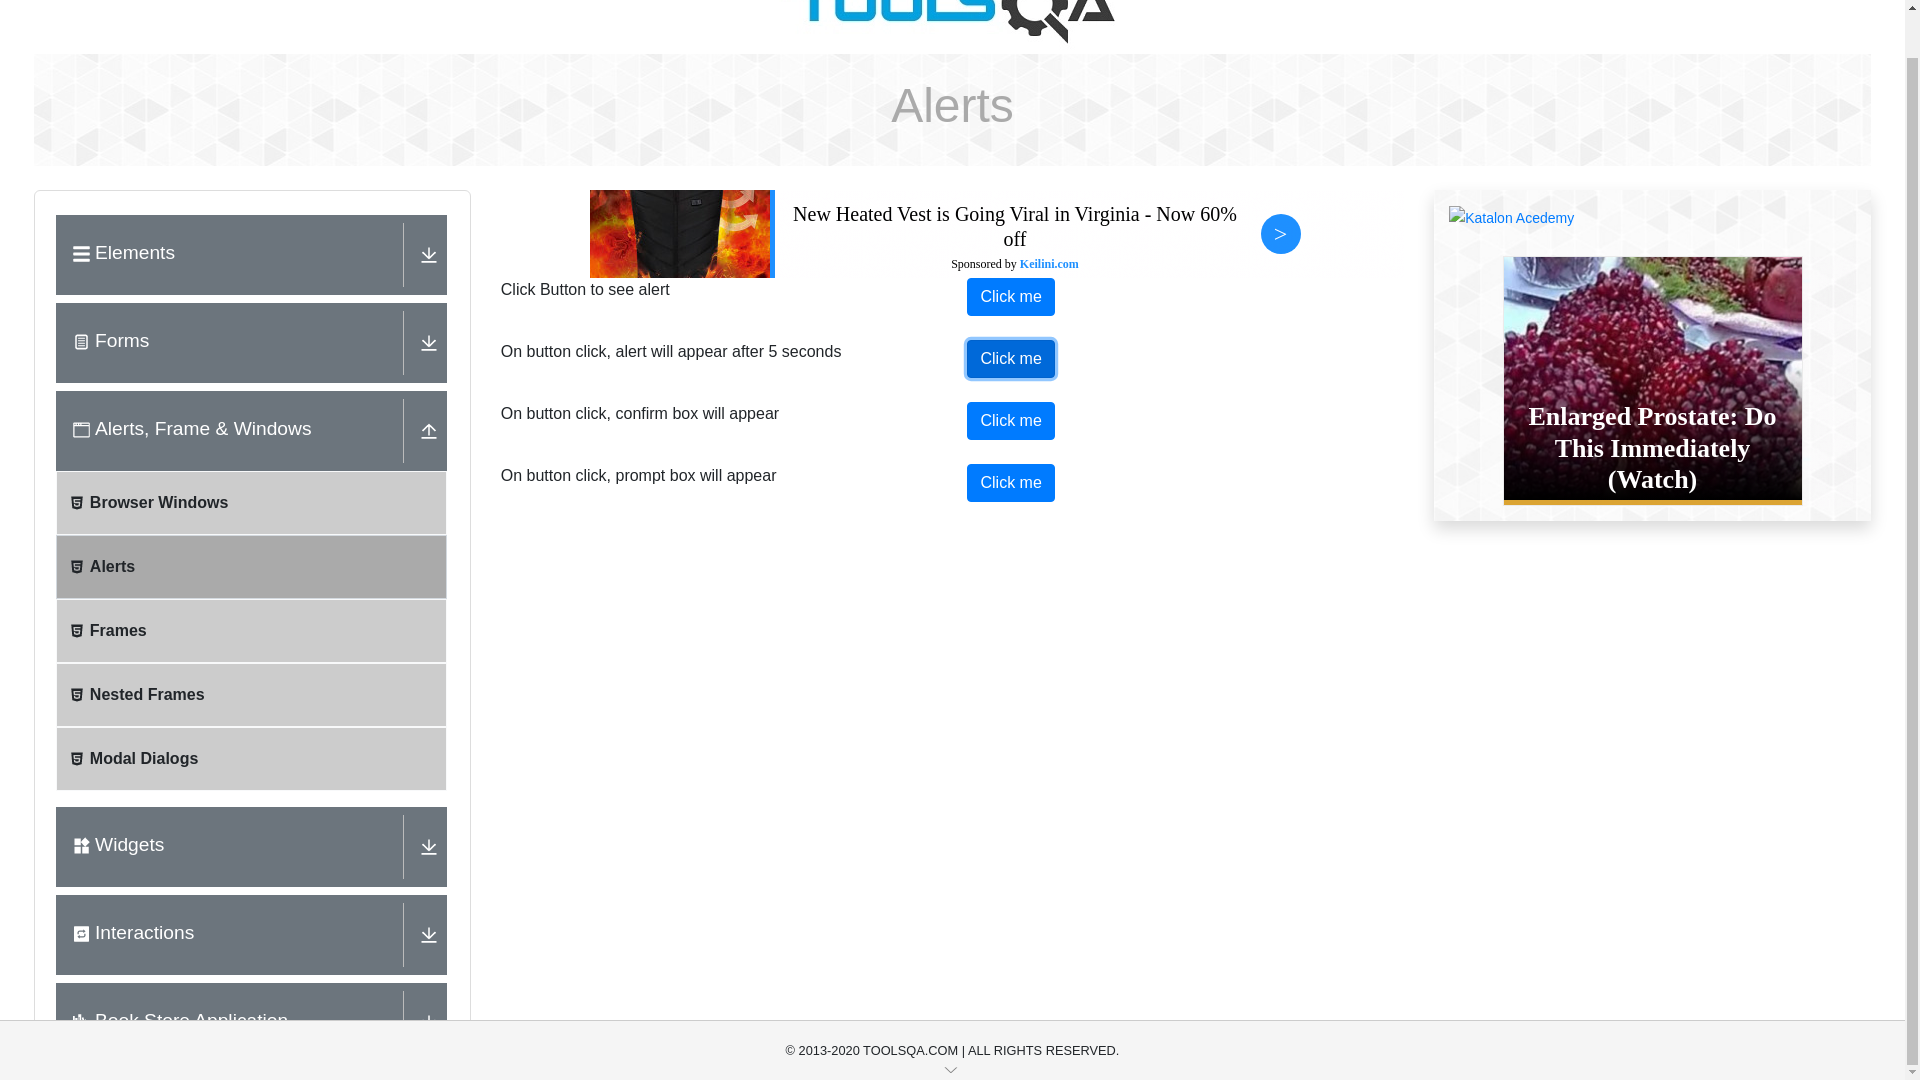 TOOLSQA
Alerts
Elements
Forms
Alerts, Frame & Windows
Browser Windows
Alerts
Frames
Nested Frames
Modal Dialogs
Widgets
Interactions
Book Store Application
New Heated Vest is Going Viral in Virginia - Now 60%
off
Sponsored by Keilini.com
>
Click Button to see alert
Click me
On button click, alert will appear after 5 seconds
Click me
On button click, confirm box will appear
Click me
On button click, prompt box will appear
Click me
Katalon Acedemy
Enlarged Prostate: Do
This Immediately
(Watch)
© 2013-2020 TOOLSQA.COM | ALL RIGHTS RESERVED.